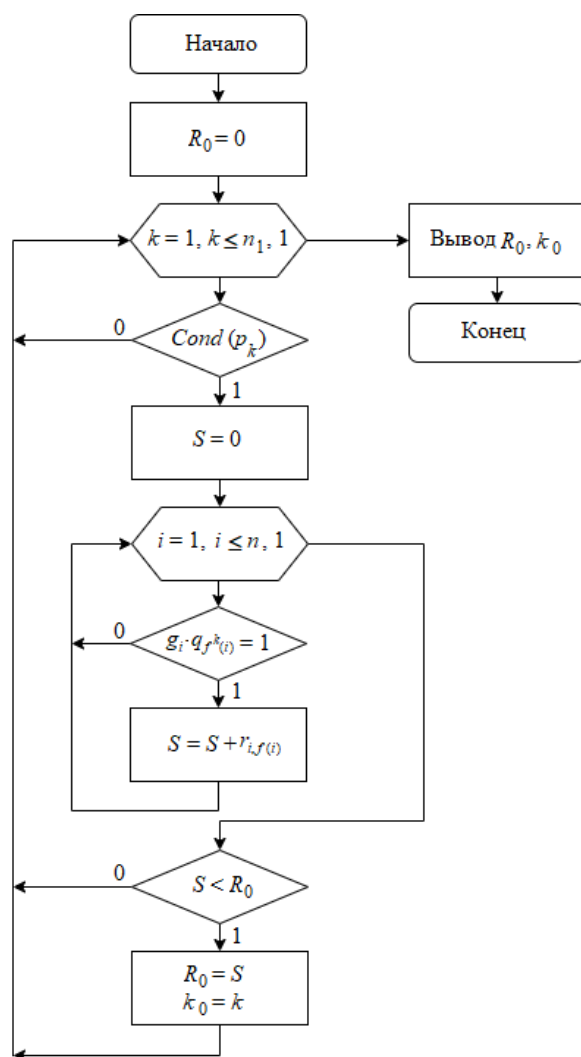 Начало
R₀ = 0
k = 1, k ≤ n₁, 1
Вывод R₀, k₀
Конец
0
Cond (pₖ)
1
S = 0
i = 1, i ≤ n, 1
0
gᵢ·q_{f^k(i)} = 1
1
S = S + r_{i,f(i)}
0
S < R₀
1
R₀ = S
k₀ = k